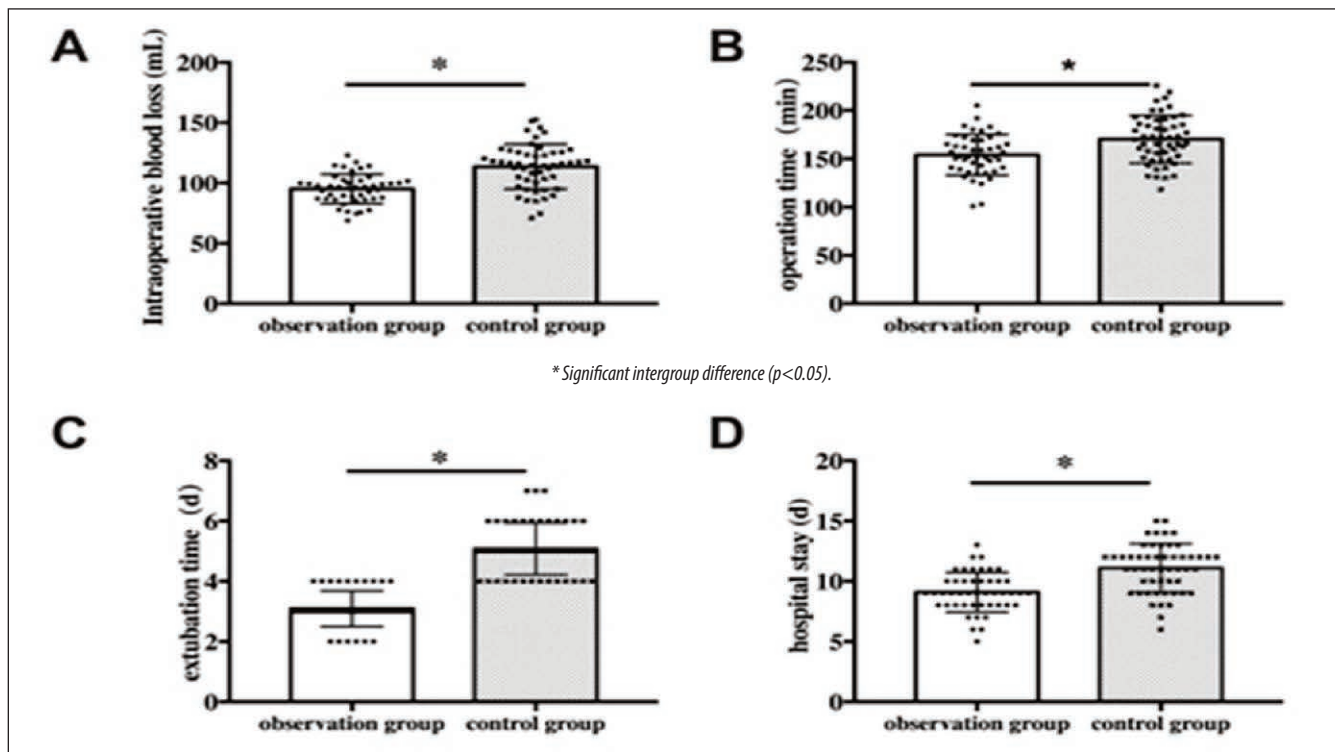 A
Intraoperative blood loss (mL)
200
150
100
50
0
*
observation group control group
B
operation time (min)
250
200
150
100
50
0
*
observation group control group
* Significant intergroup difference (p<0.05).
C
extubation time (d)
8
6
4
2
0
*
observation group control group
D
hospital stay (d)
20
15
10
5
0
*
observation group control group